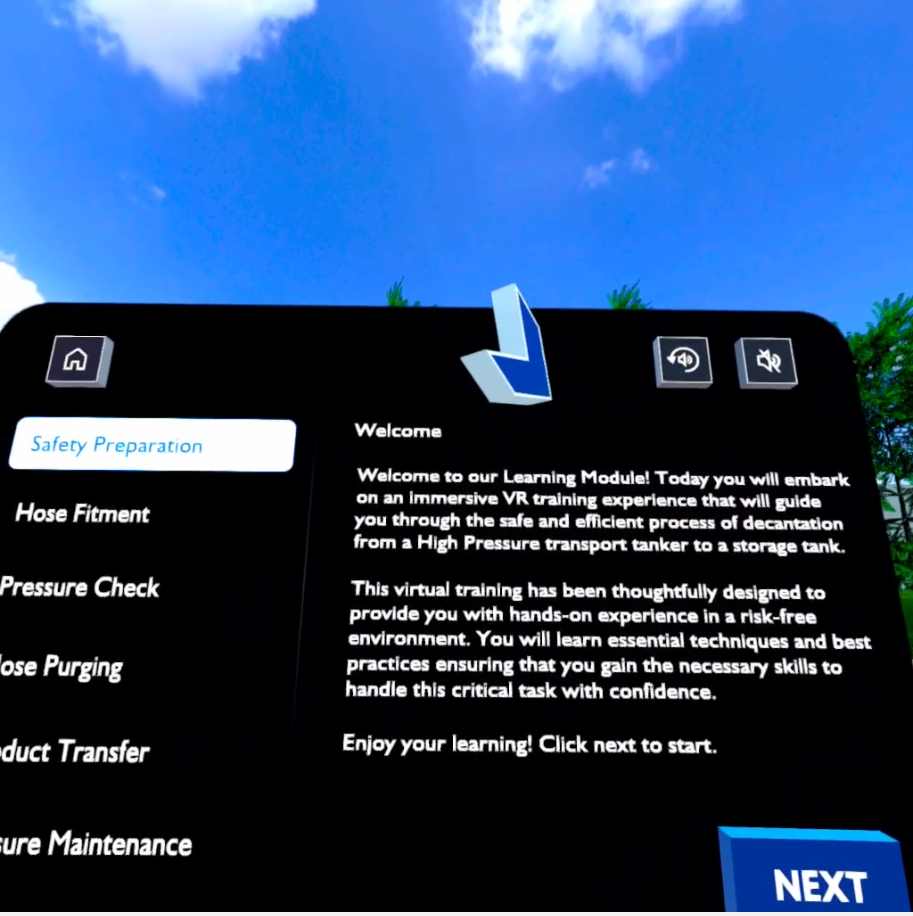 Safety Preparation
Hose Fitment
Pressure Check
Purging
Transfer
Maintenance
Welcome
Welcome to our Learning Module! Today you will embark
on an immersive VR training experience that will guide
you through the safe and efficient process of decantation
from a High Pressure transport tanker to a storage tank.
This virtual training has been thoughtfully designed to
provide you with hands-on experience in a risk-free
environment. You will learn essential techniques and best
practices ensuring that you gain the necessary skills to
handle this critical task with confidence.
Enjoy your learning! Click next to start.
NEXT